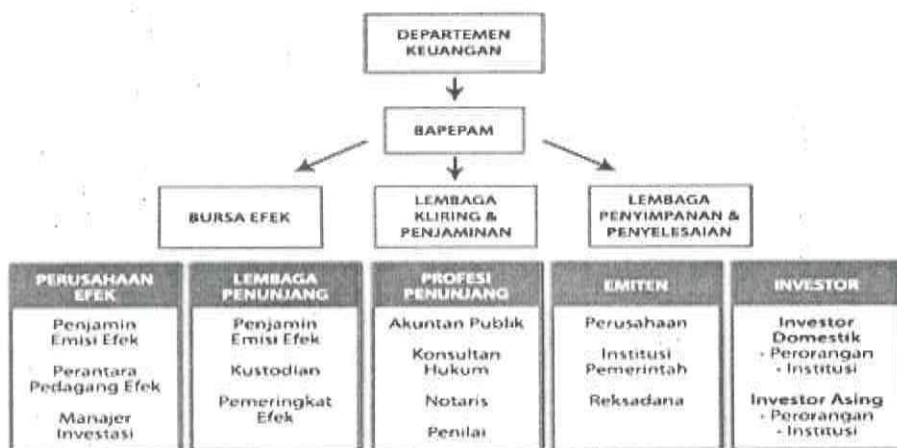 DEPARTEMEN
KEUANGAN
BAPEPAM
BURSA EFEK
LEMBAGA
KLIRING &
PENJAMINAN
LEMBAGA
PENYIMPANAN &
PENYELESAIAN
PERUSAHAAN
EFEK
Penjamin
Emisi Efek
Perantara
Pedagang Efek
Manajer
Investasi
LEMBAGA
PENUNJANG
Penjamin
Emisi Efek
Kustodian
Pemeringkat
Efek
PROFESI
PENUNJANG
Akuntan Publik
Konsultan
Hukum
Notaris
Penilai
EMITEN
Perusahaan
Institusi
Pemerintah
Reksadana
INVESTOR
Investor
Domestik
- Perorangan
- Institusi
Investor Asing
- Perorangan
- Institusi